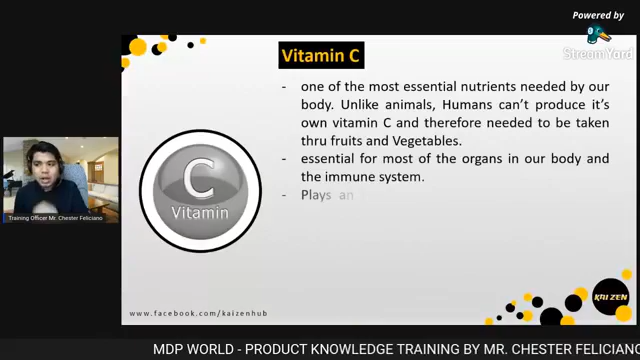 Powered by
StreamYard
Vitamin C
- one of the most essential nutrients needed by our
body. Unlike animals, Humans can't produce it's
own vitamin C and therefore needed to be taken
thru fruits and Vegetables.
- essential for most of the organs in our body and
the immune system.
- Plays an
C
Vitamin
Training Officer Mr. Chester Feliciano
KAIZEN
www.facebook.com/kaizenhub
MDP WORLD - PRODUCT KNOWLEDGE TRAINING BY MR. CHESTER FELICIANO